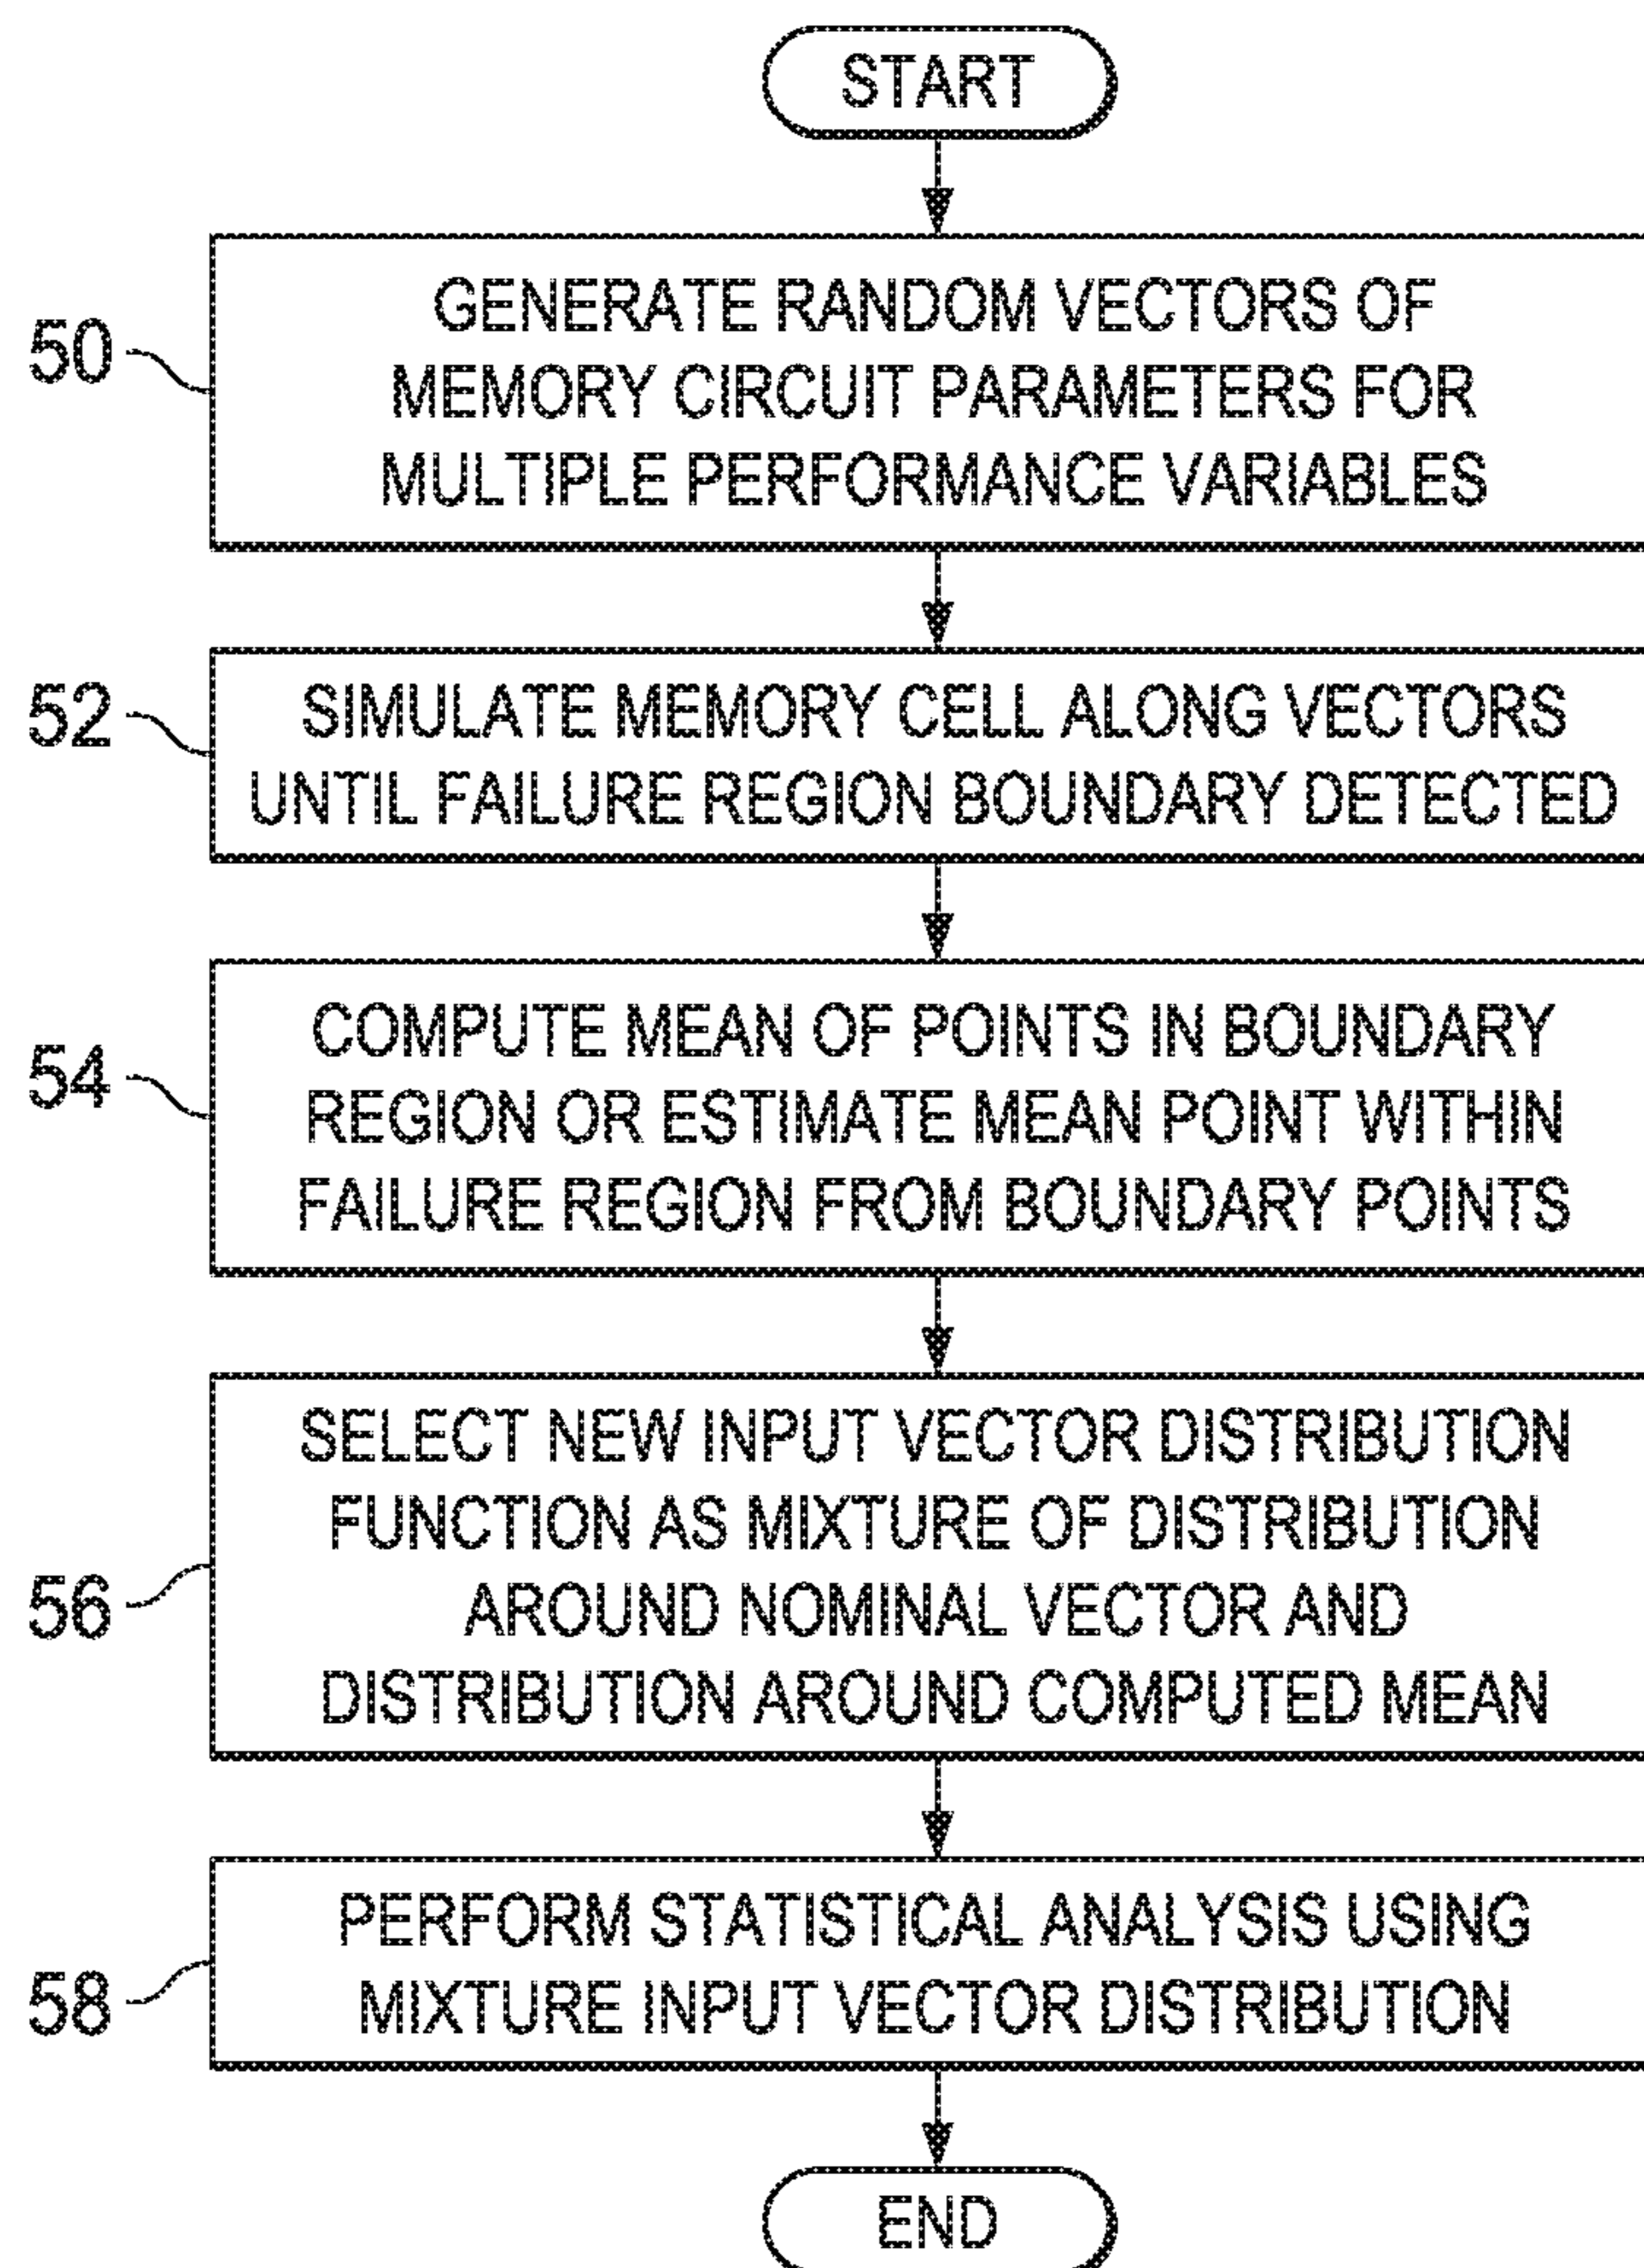 START
50
GENERATE RANDOM VECTORS OF
MEMORY CIRCUIT PARAMETERS FOR
MULTIPLE PERFORMANCE VARIABLES
52
SIMULATE MEMORY CELL ALONG VECTORS
UNTIL FAILURE REGION BOUNDARY DETECTED
54
COMPUTE MEAN OF POINTS IN BOUNDARY
REGION OR ESTIMATE MEAN POINT WITHIN
FAILURE REGION FROM BOUNDARY POINTS
56
SELECT NEW INPUT VECTOR DISTRIBUTION
FUNCTION AS MIXTURE OF DISTRIBUTION
AROUND NOMINAL VECTOR AND
DISTRIBUTION AROUND COMPUTED MEAN
58
PERFORM STATISTICAL ANALYSIS USING
MIXTURE INPUT VECTOR DISTRIBUTION
END